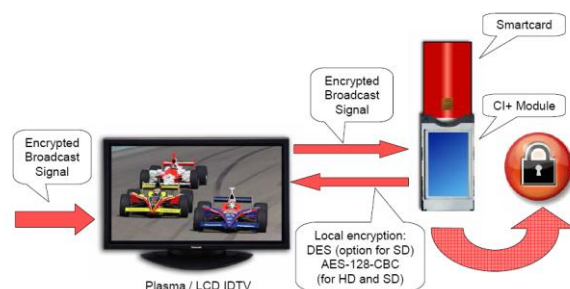 Smartcard
CI+ Module
Encrypted
Broadcast
Signal
Encrypted
Broadcast
Signal
Local encryption:
DES (option for SD)
AES-128-CBC
(for HD and SD)
Plasma / LCD IDTV